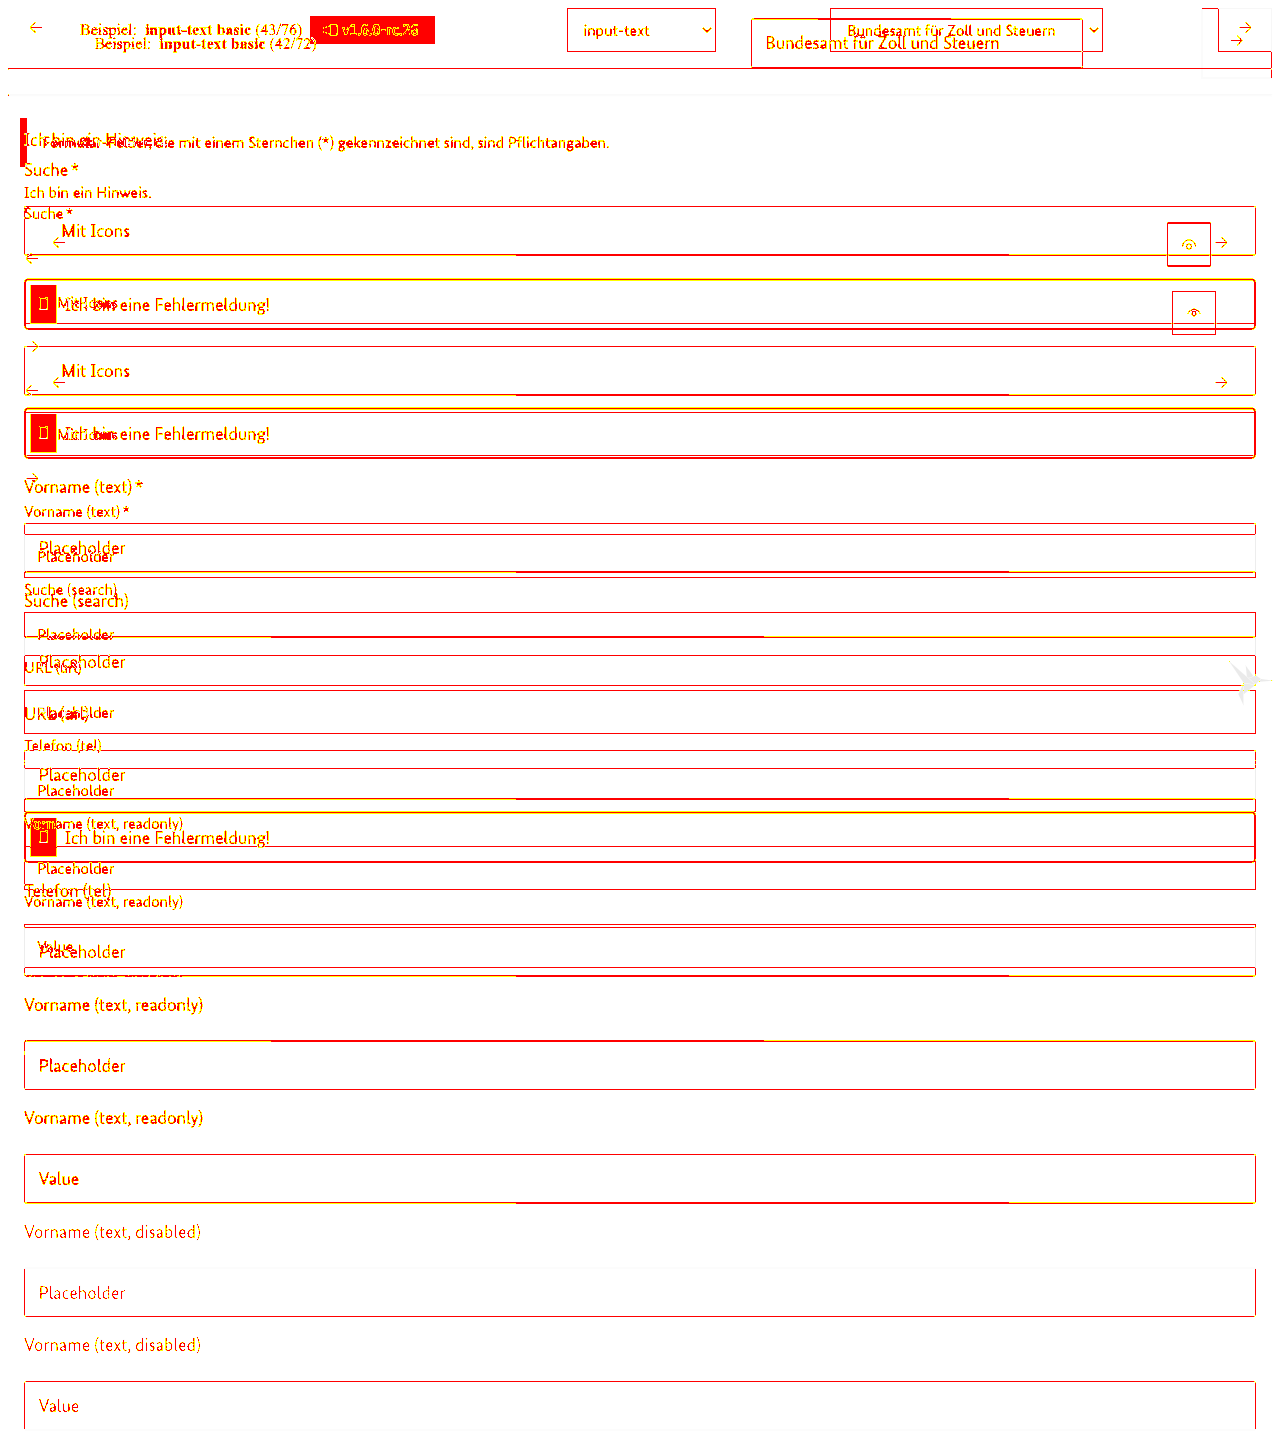 Beispiel: input-text basic (43/76) v1.6.0-rc.26 input-text Bundesamt für Zoll und Steuern
Beispiel: input-text basic (42/72) Bundesamt für Zoll und Steuern
Ich bin ein Hinweis.
Formular-Felder, die mit einem Sternchen (*) gekennzeichnet sind, sind Pflichtangaben.
Suche *
Ich bin ein Hinweis.
Suche *
Mit Icons
Mit Icons
Ich bin eine Fehlermeldung!
Mit Icons
Mit Icons
Ich bin eine Fehlermeldung!
Vorname (text) *
Vorname (text) *
Placeholder
Placeholder
Suche (search)
Suche (search)
Placeholder
Placeholder
URL (url)
Placeholder
URL (url)
Telefon (tel)
Placeholder
Placeholder
Vorname (text, readonly)
Ich bin eine Fehlermeldung!
Placeholder
Telefon (tel)
Vorname (text, readonly)
Value
Placeholder
Vorname (text, readonly)
Placeholder
Vorname (text, readonly)
Value
Vorname (text, disabled)
Placeholder
Vorname (text, disabled)
Value